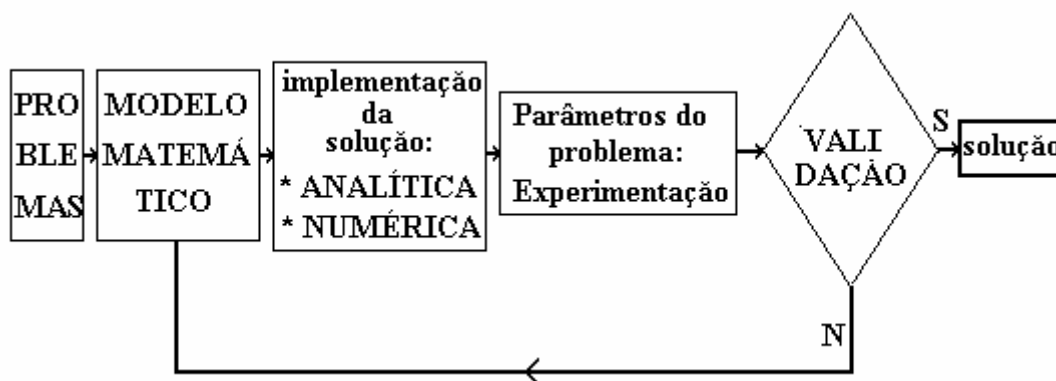 PRO
BLE
MAS
MODELO
MATEMÁ
TICO
implementação
da
solução:
* ANALÍTICA
* NUMÉRICA
Parâmetros do
problema:
Experimentação
VALI
DAÇÃO
S
solução
N